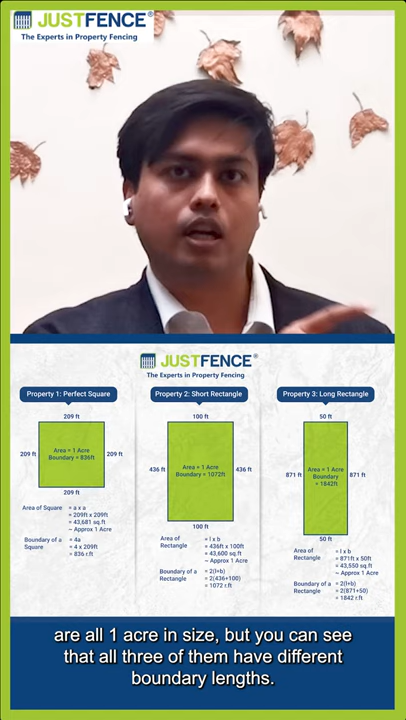 JUSTFENCE®
The Experts in Property Fencing
JUSTFENCE®
The Experts in Property Fencing
Property 1: Perfect Square
209 ft
209 ft
Area = 1 Acre
Boundary = 836ft
209 ft
209 ft
Area of Square = a x a
= 209ft x 209ft
= 43,681 sq.ft
~ Approx 1 Acre
Boundary of a Square = 4a
= 4 x 209ft
= 836 r.ft
Property 2: Short Rectangle
100 ft
436 ft
Area = 1 Acre
Boundary = 1072ft
436 ft
100 ft
Area of Rectangle = l x b
= 436ft x 100ft
= 43,600 sq.ft
~ Approx 1 Acre
Boundary of a Rectangle = 2(l+b)
= 2(436+100)
= 1072 r.ft
Property 3: Long Rectangle
50 ft
871 ft
Area = 1 Acre
Boundary = 1842ft
871 ft
50 ft
Area of Rectangle = l x b
= 871ft x 50ft
= 43,550 sq.ft
~ Approx 1 Acre
Boundary of a Rectangle = 2(l+b)
= 2(871+50)
= 1842 r.ft
are all 1 acre in size, but you can see
that all three of them have different
boundary lengths.